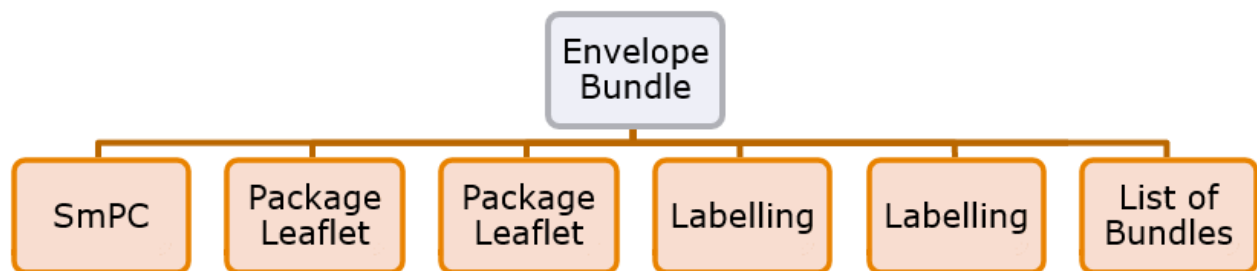 Envelope
Bundle
SmPC
Package
Leaflet
Package
Leaflet
Labelling
Labelling
List of
Bundles